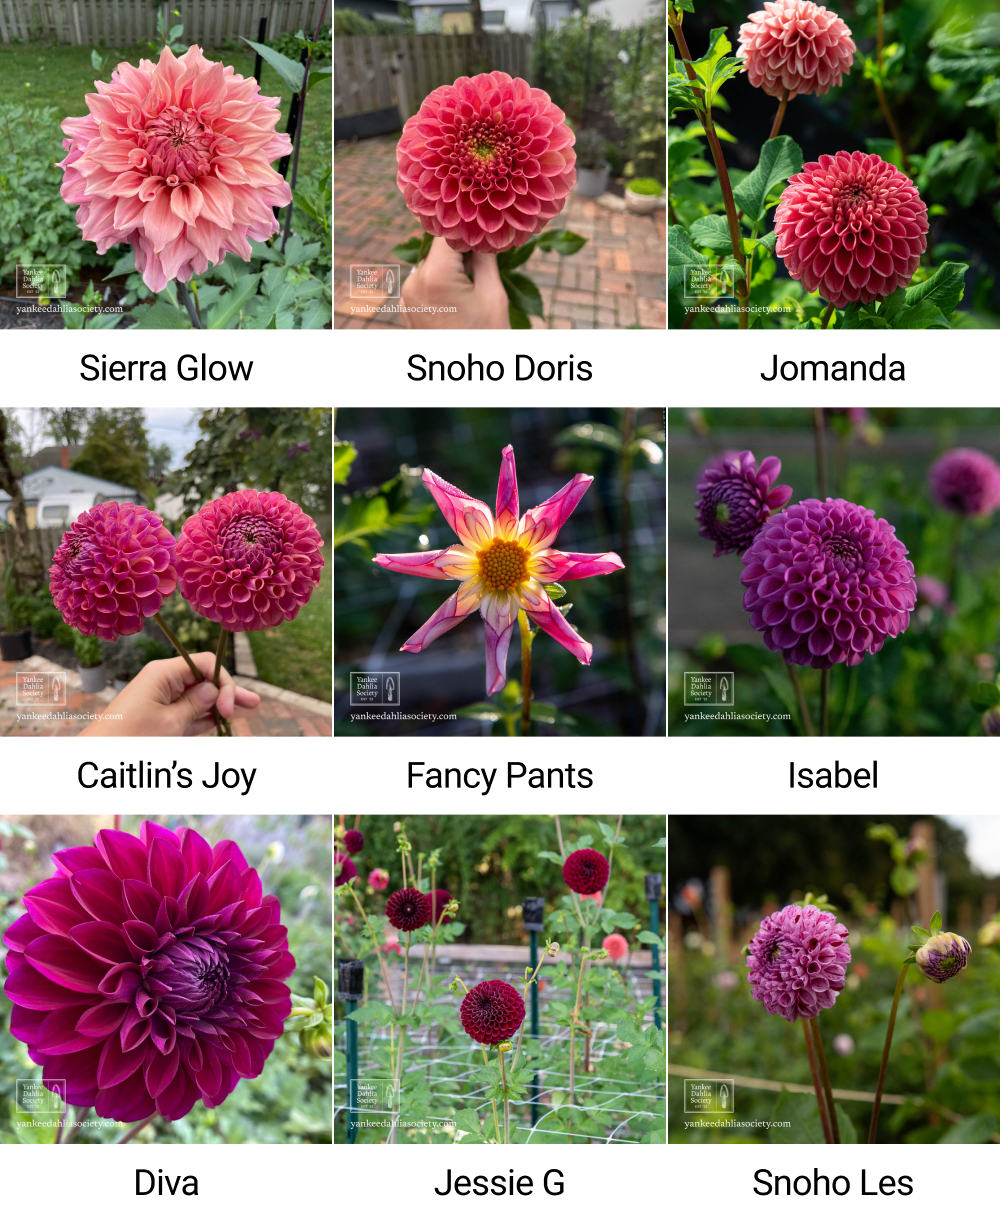 Yankee
Dahlia
Society
yankeedahliasociety.com
Yankee
Dahlia
Society
yankeedahliasociety.com
Yankee
Dahlia
Society
yankeedahliasociety.com
Sierra Glow
Snoho Doris
Jomanda
Yankee
Dahlia
Society
yankeedahliasociety.com
Yankee
Dahlia
Society
yankeedahliasociety.com
Yankee
Dahlia
Society
yankeedahliasociety.com
Caitlin’s Joy
Fancy Pants
Isabel
Yankee
Dahlia
Society
yankeedahliasociety.com
Yankee
Dahlia
Society
yankeedahliasociety.com
Yankee
Dahlia
Society
yankeedahliasociety.com
Diva
Jessie G
Snoho Les